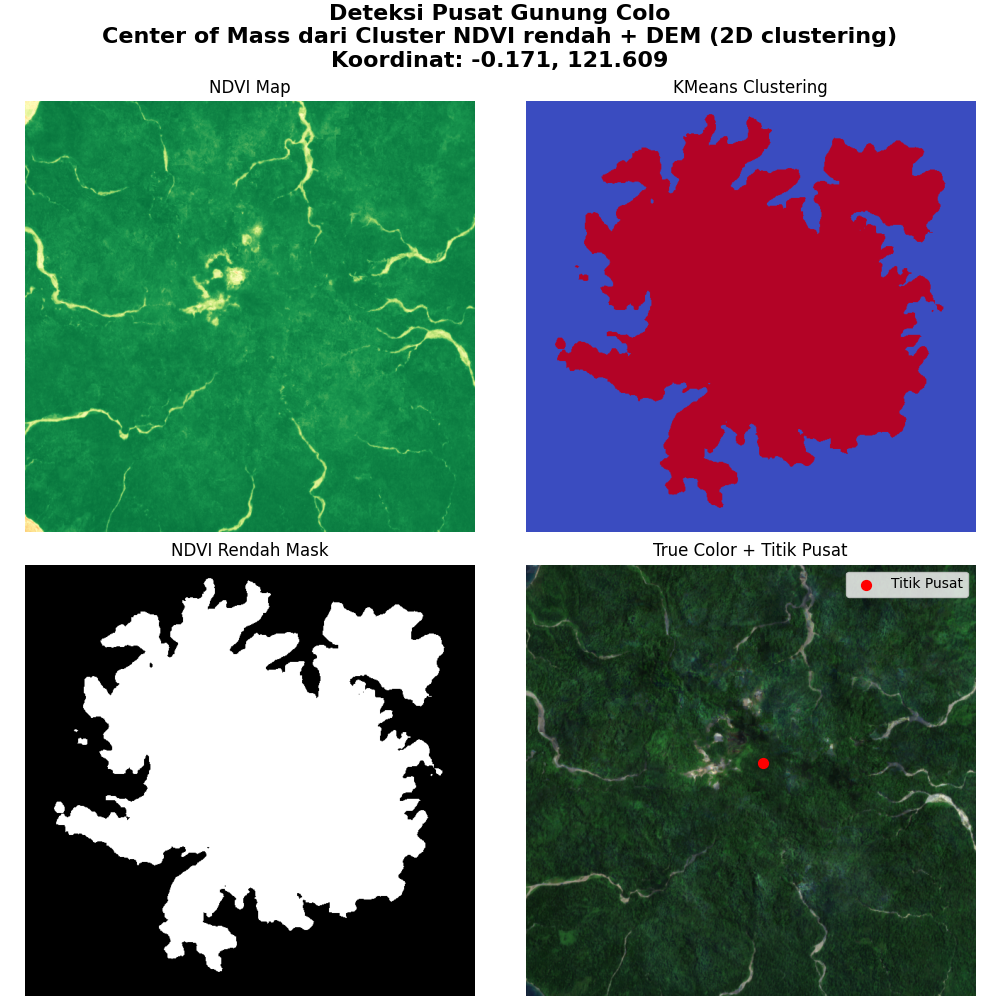 Deteksi Pusat Gunung Colo
Center of Mass dari Cluster NDVI rendah + DEM (2D clustering)
Koordinat: -0.171, 121.609
NDVI Map
KMeans Clustering
NDVI Rendah Mask
True Color + Titik Pusat
Titik Pusat